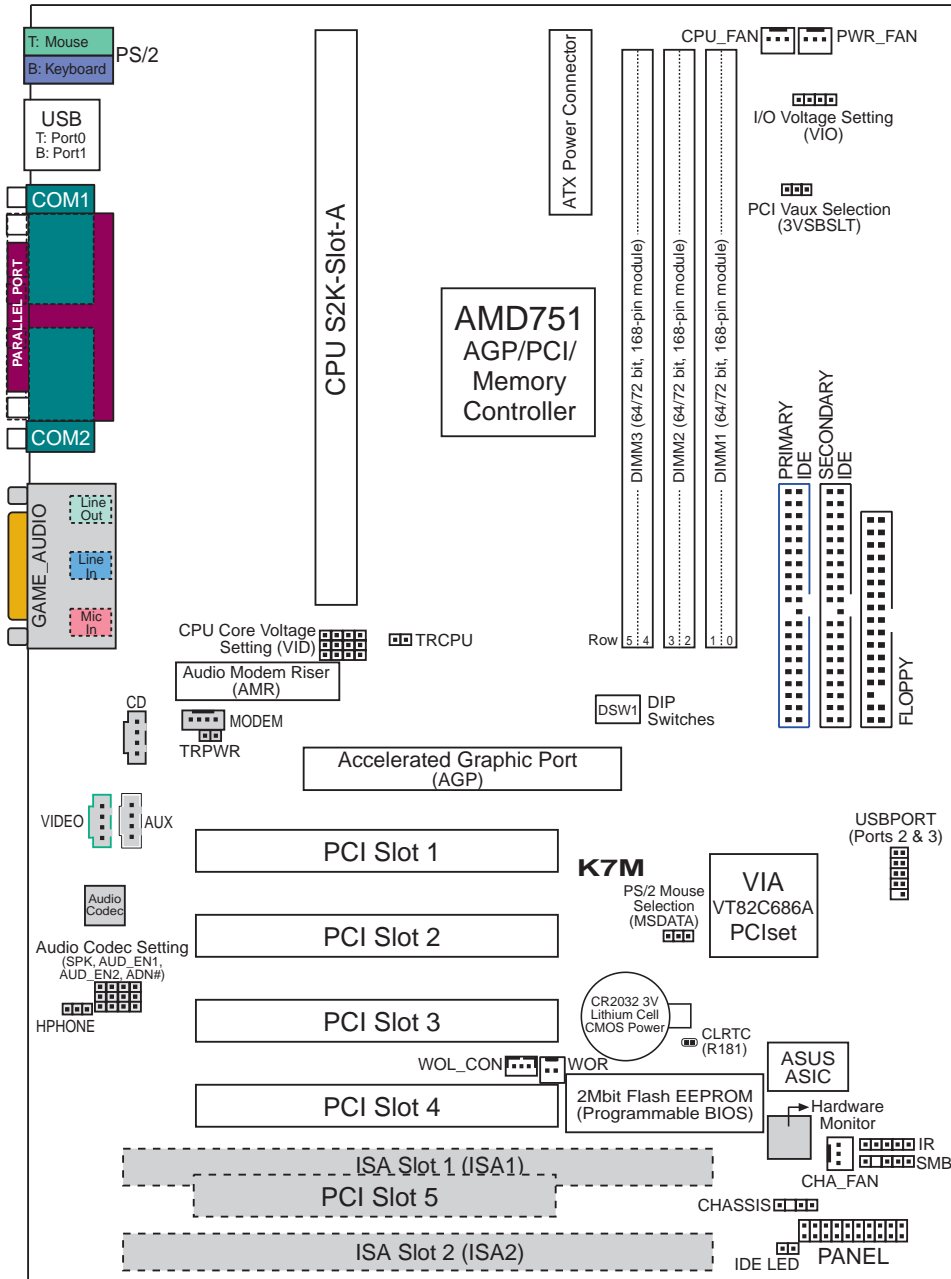 T: Mouse
B: Keyboard
PS/2
USB
T: Port0
B: Port1
COM1
PARALLEL PORT
COM2
GAME_AUDIO
Line
Out
Line
In
Mic
In
CPU S2K-Slot-A
ATX Power Connector
CPU_FAN
PWR_FAN
I/O Voltage Setting
(VIO)
PCI Vaux Selection
(3VSBSLT)
AMD751
AGP/PCI/
Memory
Controller
DIMM3 (64/72 bit, 168-pin module)
DIMM2 (64/72 bit, 168-pin module)
DIMM1 (64/72 bit, 168-pin module)
Row 5 4 3 2 1 0
PRIMARY
IDE
SECONDARY
IDE
FLOPPY
CPU Core Voltage
Setting (VID)
TRCPU
Audio Modem Riser
(AMR)
CD
MODEM
TRPWR
DSW1
DIP
Switches
Accelerated Graphic Port
(AGP)
VIDEO
AUX
USBPORT
(Ports 2 & 3)
PCI Slot 1
K7M
PS/2 Mouse
Selection
(MSDATA)
VIA
VT82C686A
PCIset
Audio
Codec
PCI Slot 2
Audio Codec Setting
(SPK, AUD_EN1,
AUD_EN2, ADN#)
HPHONE
PCI Slot 3
CR2032 3V
Lithium Cell
CMOS Power
CLRTC
(R181)
WOL_CON
WOR
ASUS
ASIC
PCI Slot 4
2Mbit Flash EEPROM
(Programmable BIOS)
Hardware
Monitor
IR
SMB
CHA_FAN
ISA Slot 1 (ISA1)
PCI Slot 5
CHASSIS
ISA Slot 2 (ISA2)
IDE LED
PANEL